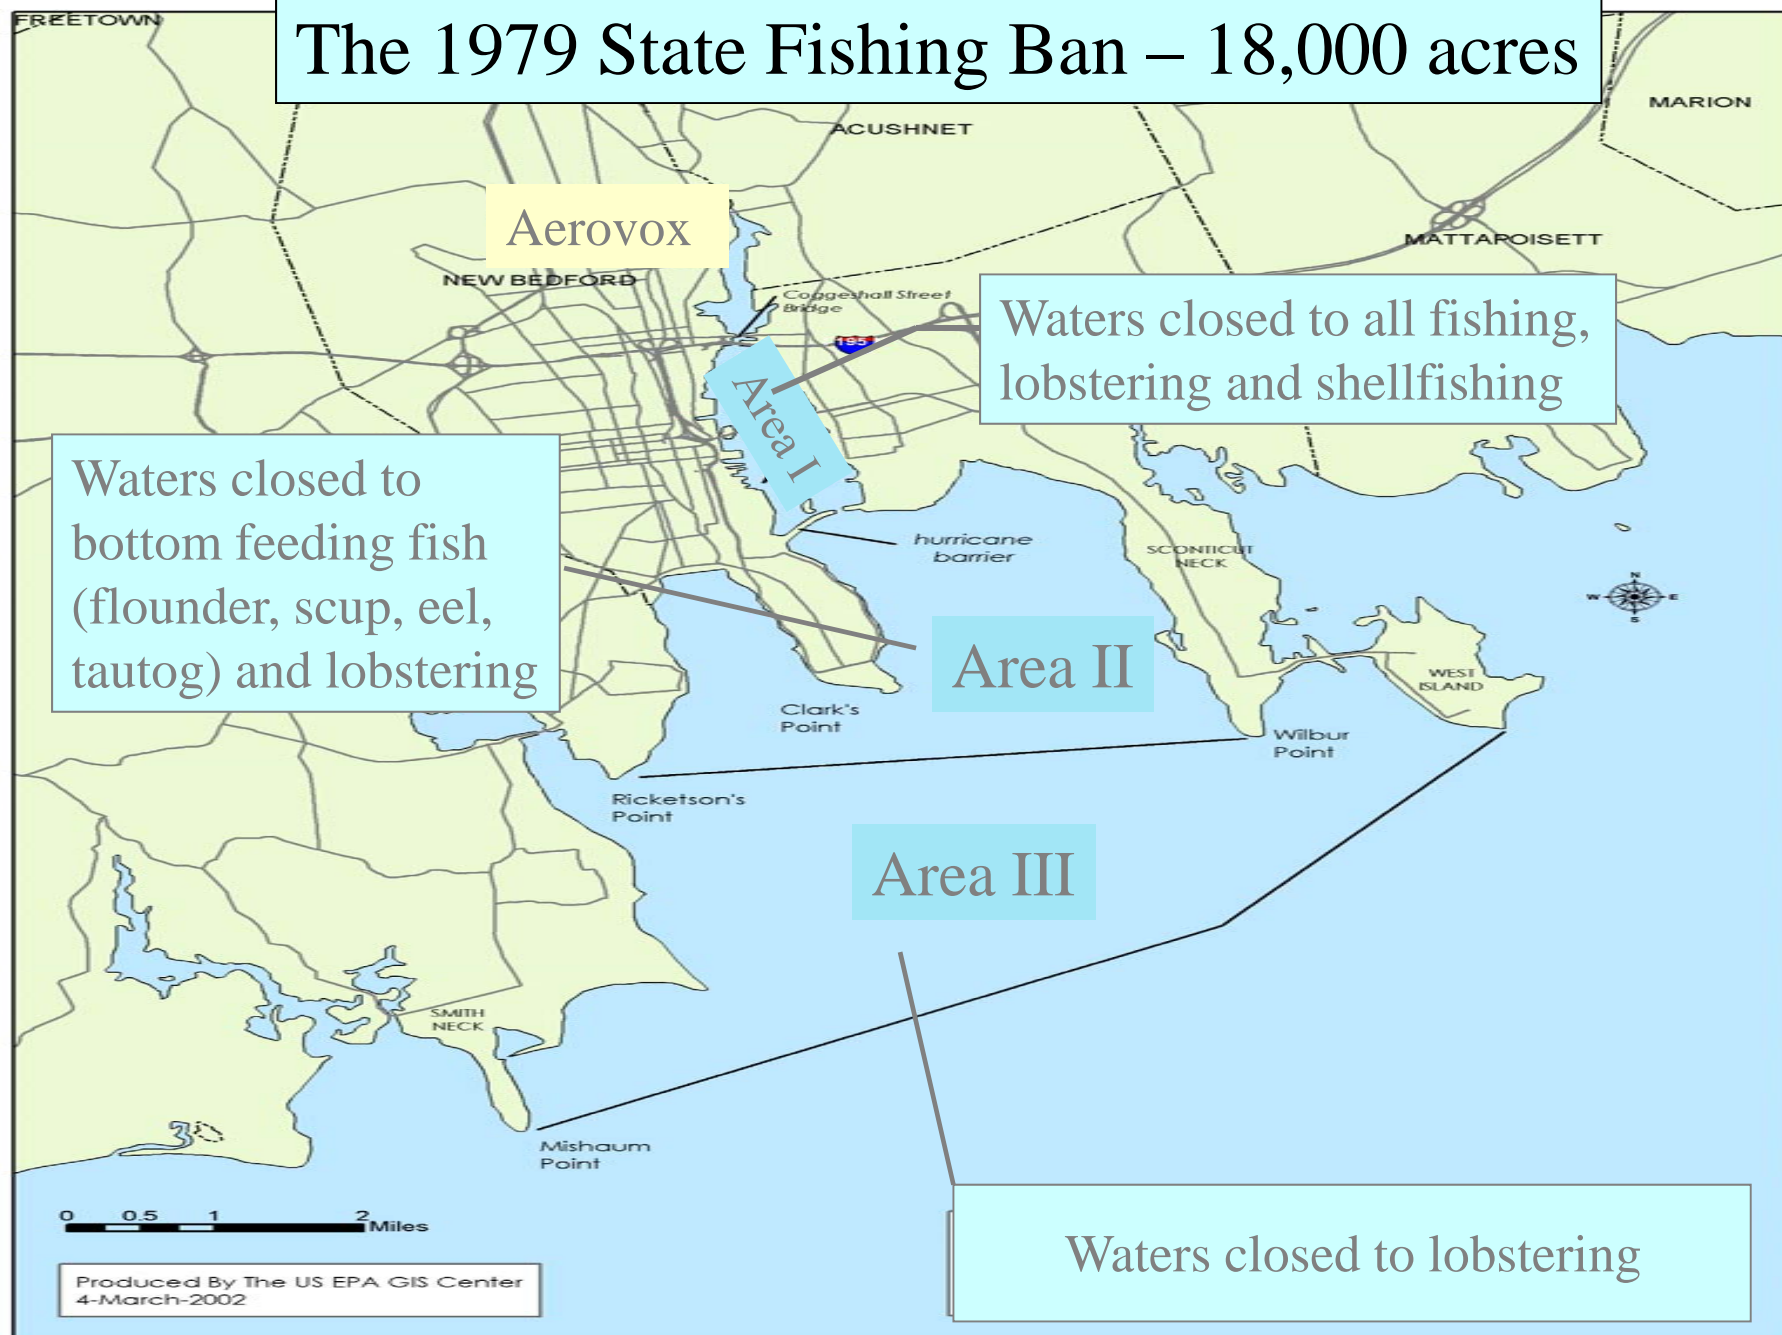 The 1979 State Fishing Ban – 18,000 acres
FREETOWN
MARION
ACUSHNET
Aerovox
MATTAPOISETT
NEW BEDFORD
Coggeshall Street
Bridge
195
Waters closed to all fishing,
lobstering and shellfishing
Area I
Waters closed to
bottom feeding fish
(flounder, scup, eel,
tautog) and lobstering
hurricane
barrier
SCONTICUT
NECK
N
W
E
S
Area II
WEST
ISLAND
Clark's
Point
Wilbur
Point
Ricketson's
Point
Area III
SMITH
NECK
Mishaum
Point
0 0.5 1 2 Miles
Waters closed to lobstering
Produced By The US EPA GIS Center
4-March-2002